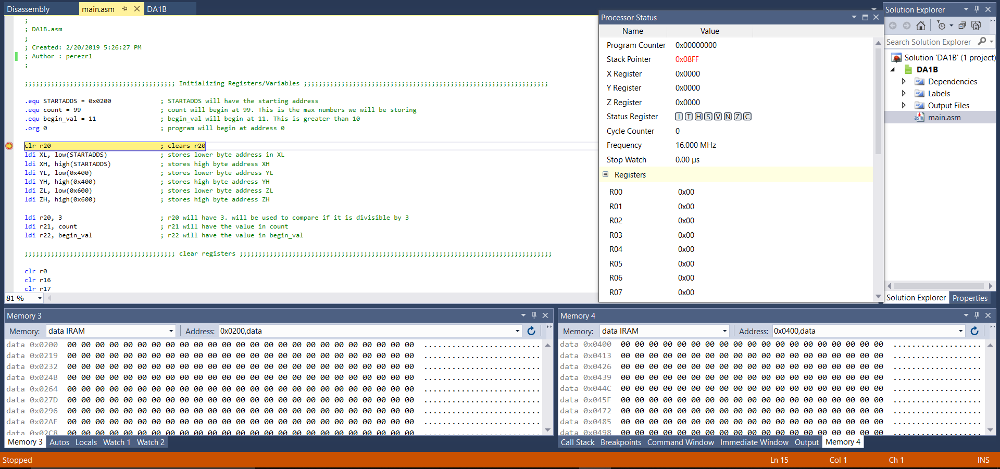 Disassembly main.asm DA1B
;
; DA1B.asm
;
; Created: 2/20/2019 5:26:27 PM
; Author : perezr1
;
;;;;;;;;;;;;;;;;;;;;;;;;;;;;;;;;;;;;;;;; Initializing Registers/Variables ;;;;;;;;;;;;;;;;;;;;;;;;;;;;;;;;;;;;;;;;;;;;;;;;;;;;;;;;;;;;;;;;;
.equ STARTADDS = 0x0200 ; STARTADDS will have the starting address
.equ count = 99 ; count will begin at 99. This is the max numbers we will be storing
.equ begin_val = 11 ; begin_val will begin at 11. This is greater than 10
.org 0 ; program will begin at address 0
clr r20 ; clears r20
ldi XL, low(STARTADDS) ; stores lower byte address in XL
ldi XH, high(STARTADDS) ; stores high byte address XH
ldi YL, low(0x400) ; stores lower byte address YL
ldi YH, high(0x400) ; stores high byte address YH
ldi ZL, low(0x600) ; stores lower byte address ZL
ldi ZH, high(0x600) ; stores high byte address ZH
ldi r20, 3 ; r20 will have 3. will be used to compare if it is divisible by 3
ldi r21, count ; r21 will have the value in count
ldi r22, begin_val ; r22 will have the value in begin_val
;;;;;;;;;;;;;;;;;;;;;;;;;;;;;;;;;;;;;;;; clear registers ;;;;;;;;;;;;;;;;;;;;;;;;;;;;;;;;;;;;;;;;;;;;;;;;;;;;;;;;;;;;;;;;;;;;;;;;;;;;;;;;;;;
clr r0
clr r16
clr r17
81 %
Processor Status
Name Value
Program Counter 0x00000000
Stack Pointer 0x08FF
X Register 0x0000
Y Register 0x0000
Z Register 0x0000
Status Register I T H S V N Z C
Cycle Counter 0
Frequency 16.000 MHz
Stop Watch 0.00 µs
Registers
R00 0x00
R01 0x00
R02 0x00
R03 0x00
R04 0x00
R05 0x00
R06 0x00
R07 0x00
Solution Explorer
Search Solution Explorer
Solution 'DA1B' (1 project)
DA1B
Dependencies
Labels
Output Files
main.asm
Solution Explorer Properties
Memory 3
Memory: data IRAM Address: 0x0200,data
data 0x0200 00 00 00 00 00 00 00 00 00 00 00 00 00 00 00 00 00 00 00 00 00 00 00 00 00 .........................
data 0x0219 00 00 00 00 00 00 00 00 00 00 00 00 00 00 00 00 00 00 00 00 00 00 00 00 00 .........................
data 0x0232 00 00 00 00 00 00 00 00 00 00 00 00 00 00 00 00 00 00 00 00 00 00 00 00 00 .........................
data 0x024B 00 00 00 00 00 00 00 00 00 00 00 00 00 00 00 00 00 00 00 00 00 00 00 00 00 .........................
data 0x0264 00 00 00 00 00 00 00 00 00 00 00 00 00 00 00 00 00 00 00 00 00 00 00 00 00 .........................
data 0x027D 00 00 00 00 00 00 00 00 00 00 00 00 00 00 00 00 00 00 00 00 00 00 00 00 00 .........................
data 0x0296 00 00 00 00 00 00 00 00 00 00 00 00 00 00 00 00 00 00 00 00 00 00 00 00 00 .........................
data 0x02AF 00 00 00 00 00 00 00 00 00 00 00 00 00 00 00 00 00 00 00 00 00 00 00 00 00 .........................
data 0x02C8 00 00 00 00 00 00 00 00 00 00 00 00 00 00 00 00 00 00 00 00 00 00 00 00 00 .........................
Memory 3 Autos Locals Watch 1 Watch 2
Memory 4
Memory: data IRAM Address: 0x0400,data
data 0x0400 00 00 00 00 00 00 00 00 00 00 00 00 00 00 00 00 00 00 00 ...................
data 0x0413 00 00 00 00 00 00 00 00 00 00 00 00 00 00 00 00 00 00 00 ...................
data 0x0426 00 00 00 00 00 00 00 00 00 00 00 00 00 00 00 00 00 00 00 ...................
data 0x0439 00 00 00 00 00 00 00 00 00 00 00 00 00 00 00 00 00 00 00 ...................
data 0x044C 00 00 00 00 00 00 00 00 00 00 00 00 00 00 00 00 00 00 00 ...................
data 0x045F 00 00 00 00 00 00 00 00 00 00 00 00 00 00 00 00 00 00 00 ...................
data 0x0472 00 00 00 00 00 00 00 00 00 00 00 00 00 00 00 00 00 00 00 ...................
data 0x0485 00 00 00 00 00 00 00 00 00 00 00 00 00 00 00 00 00 00 00 ...................
data 0x0498 00 00 00 00 00 00 00 00 00 00 00 00 00 00 00 00 00 00 00 ...................
Call Stack Breakpoints Command Window Immediate Window Output Memory 4
Stopped Ln 15 Col 1 Ch 1 INS